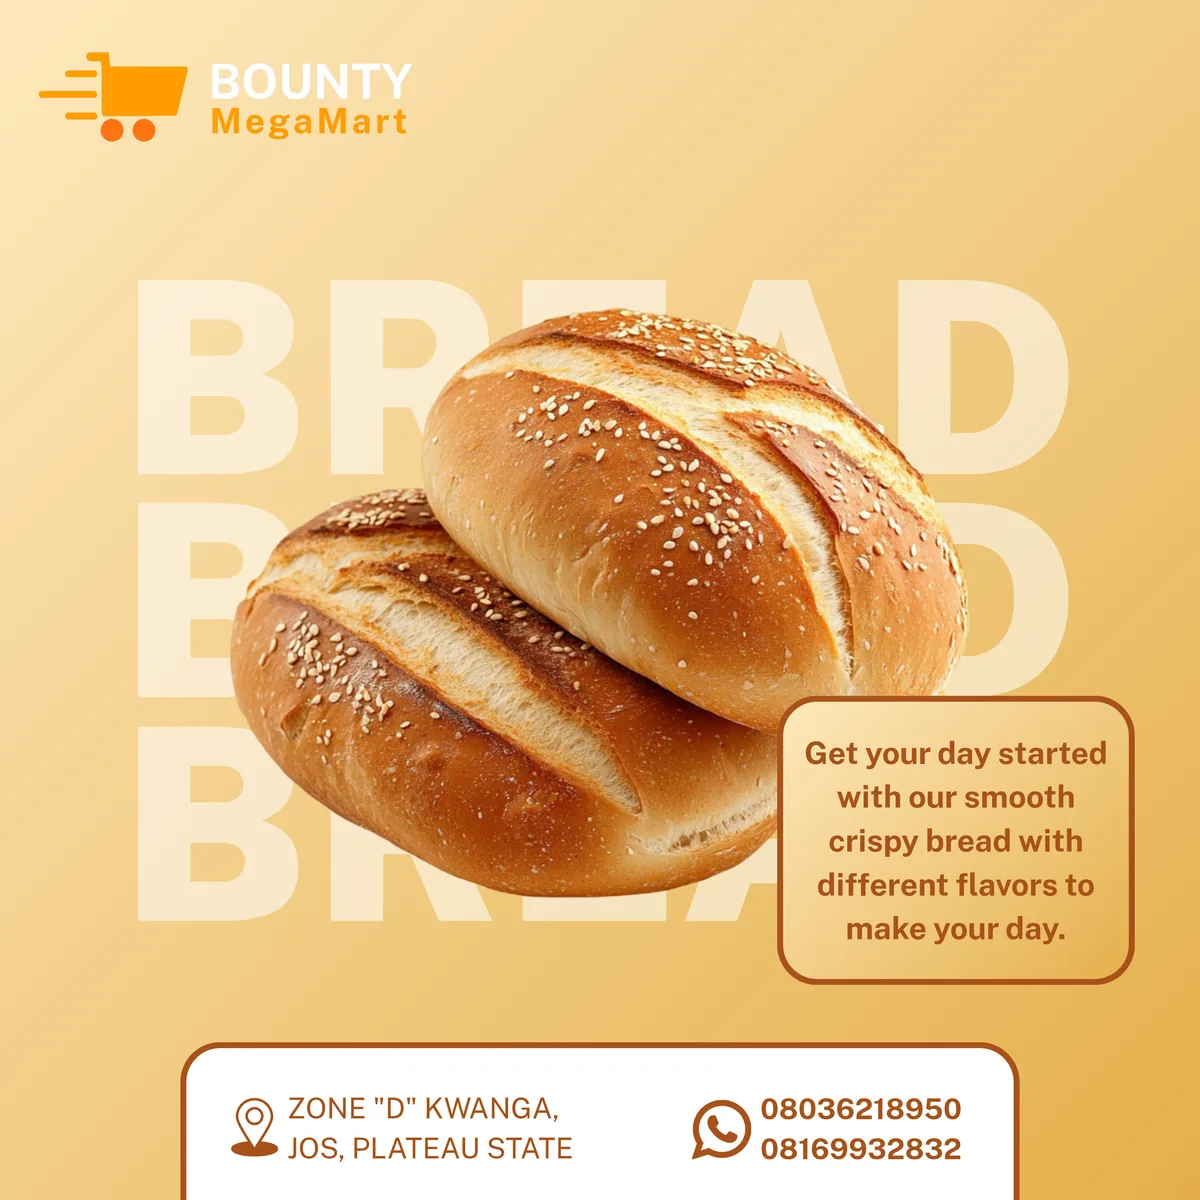 BOUNTY
MegaMart
BREAD
BREAD
BREAD
Get your day started
with our smooth
crispy bread with
different flavors to
make your day.
ZONE "D" KWANGA,
JOS, PLATEAU STATE
08036218950
08169932832